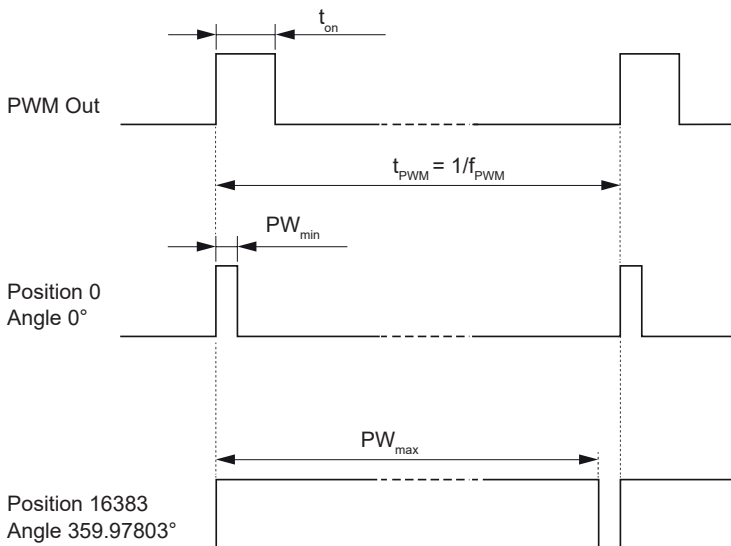 t_on
PWM Out
t_PWM = 1/f_PWM
PW_min
Position 0
Angle 0°
PW_max
Position 16383
Angle 359.97803°